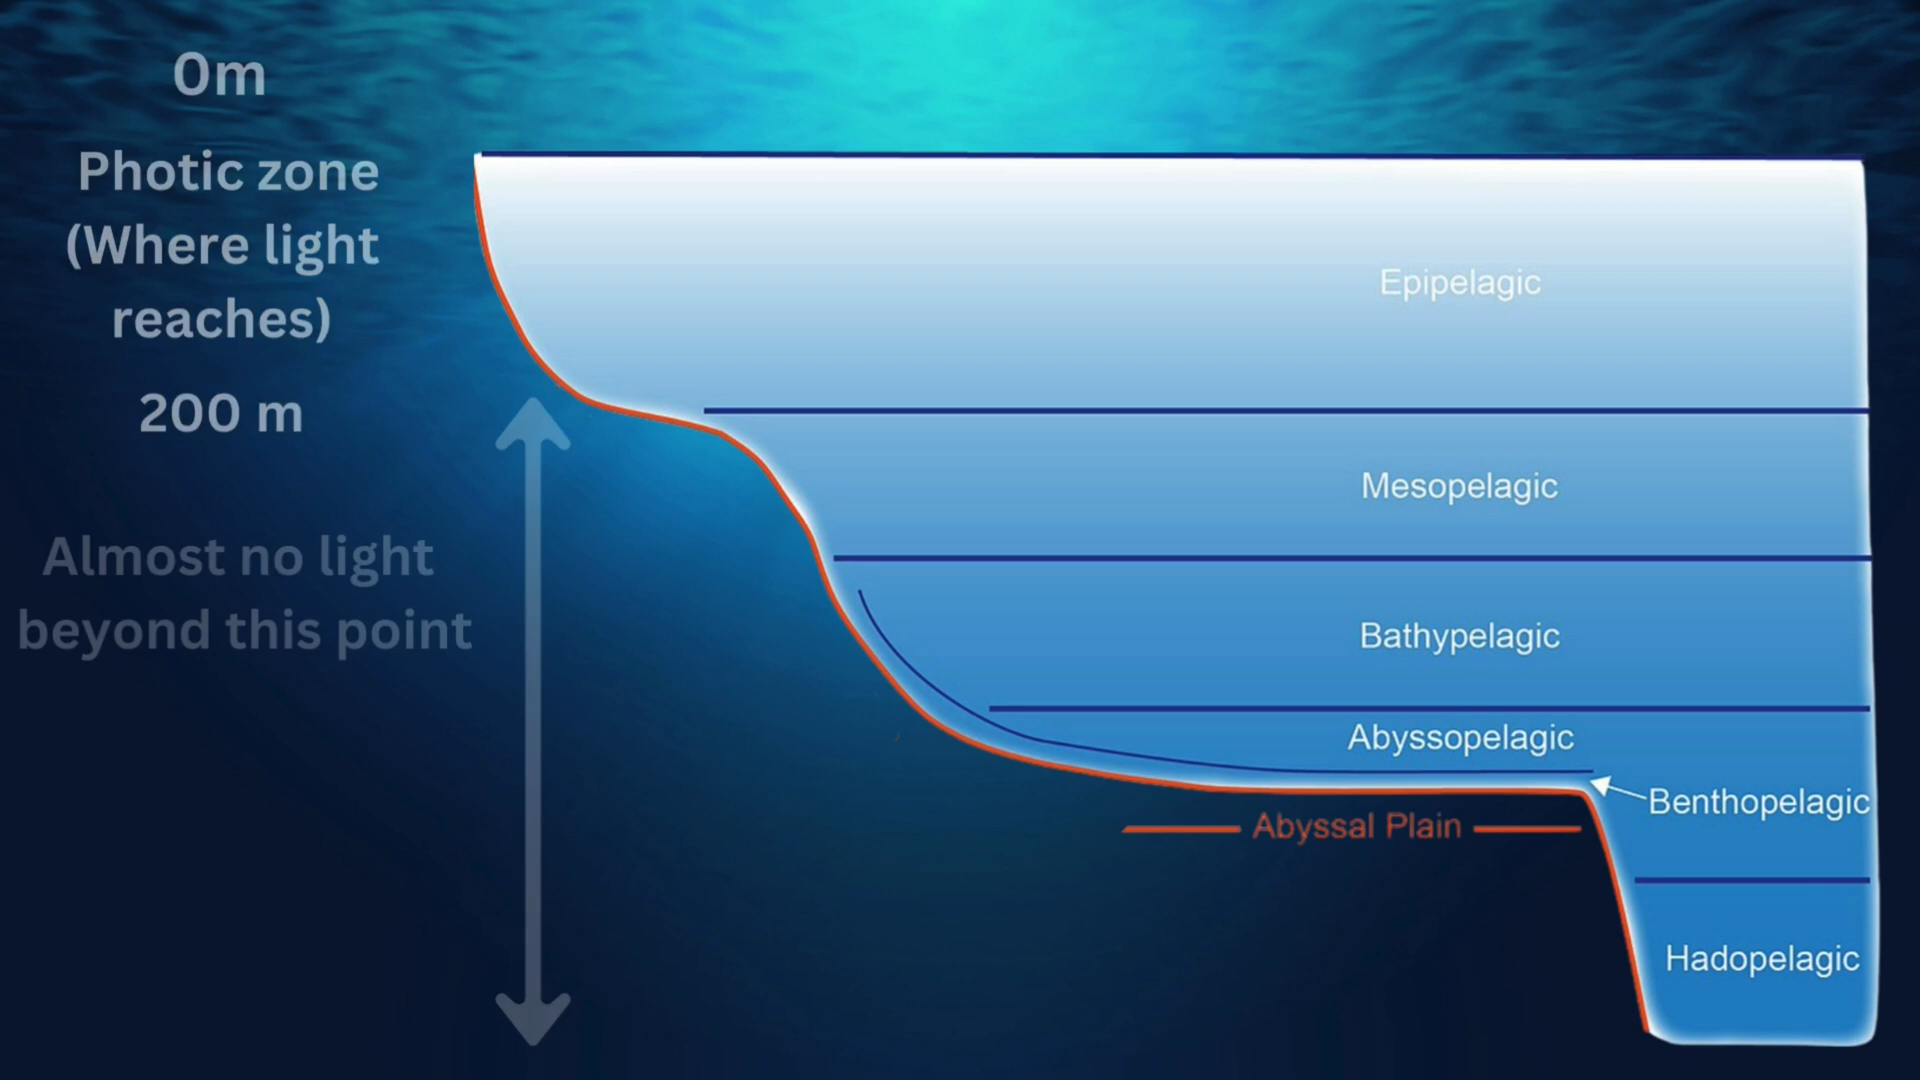 0m
Photic zone
(Where light
reaches)
200 m
Almost no light
beyond this point
Epipelagic
Mesopelagic
Bathypelagic
Abyssopelagic
Benthopelagic
Abyssal Plain
Hadopelagic